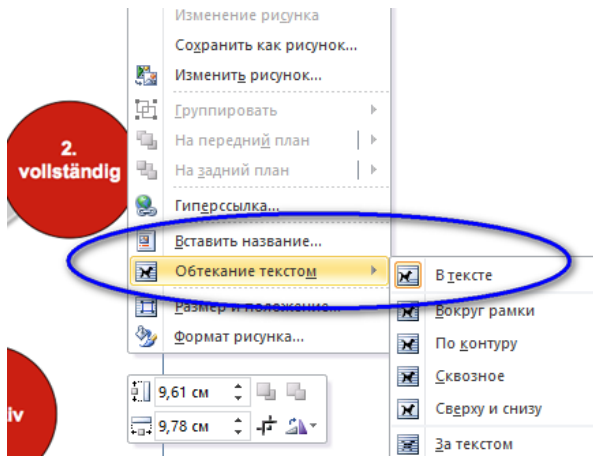 Изменение рисунка
Сохранить как рисунок...
Изменить рисунок...
Группировать
На передний план
На задний план
Гиперссылка...
Вставить название...
Обтекание текстом
Размер и положение...
Формат рисунка...
В тексте
Вокруг рамки
По контуру
Сквозное
Сверху и снизу
За текстом
9,61 см
9,78 см
2.
vollständig
iv